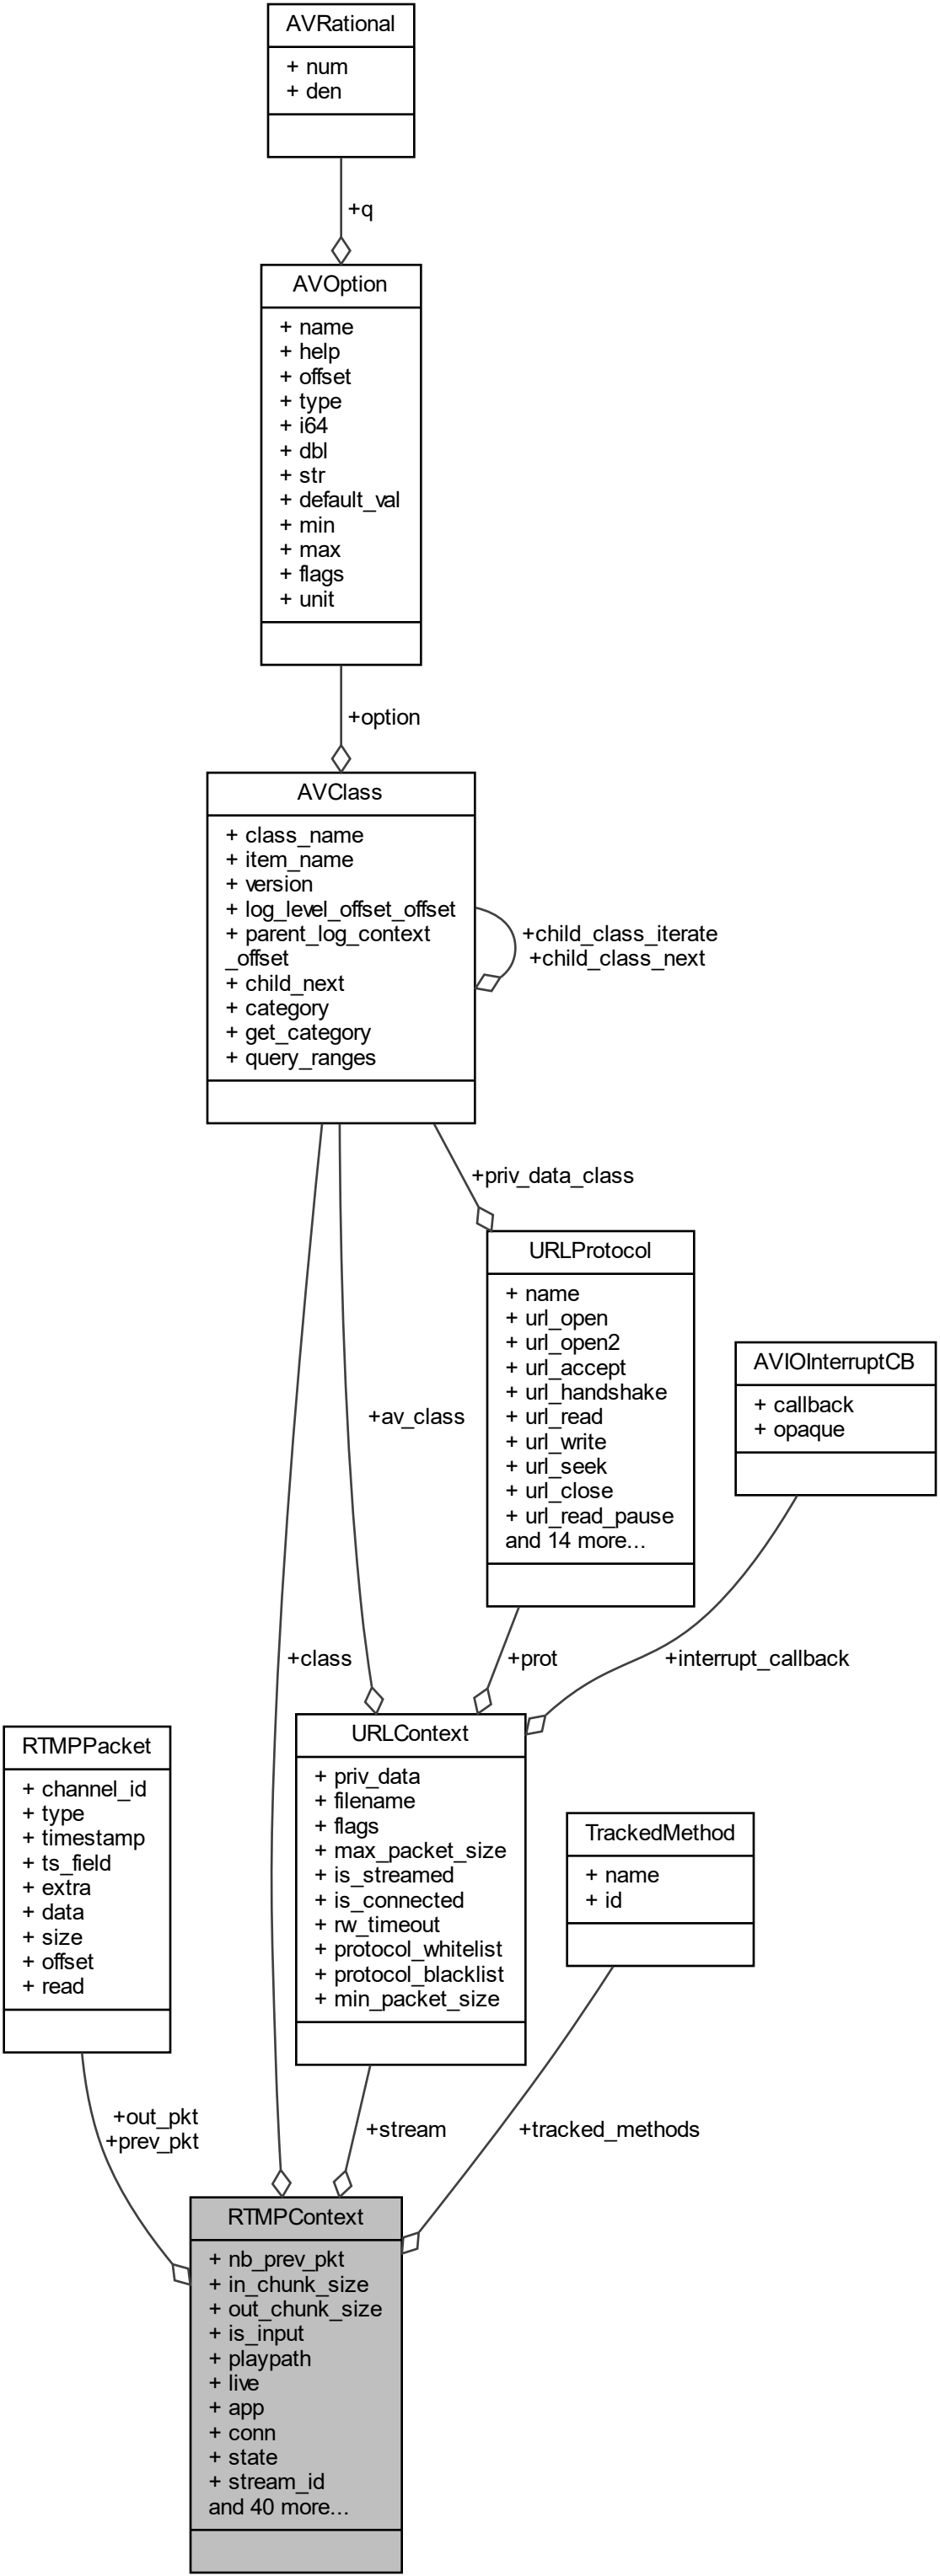 AVRational
+ num
+ den
+q
AVOption
+ name
+ help
+ offset
+ type
+ i64
+ dbl
+ str
+ default_val
+ min
+ max
+ flags
+ unit
+option
AVClass
+ class_name
+ item_name
+ version
+ log_level_offset_offset
+ parent_log_context
_offset
+ child_next
+ category
+ get_category
+ query_ranges
+child_class_iterate
+child_class_next
+priv_data_class
URLProtocol
+ name
+ url_open
+ url_open2
+ url_accept
+ url_handshake
+ url_read
+ url_write
+ url_seek
+ url_close
+ url_read_pause
and 14 more...
AVIOInterruptCB
+ callback
+ opaque
+av_class
+class
+prot
+interrupt_callback
RTMPPacket
+ channel_id
+ type
+ timestamp
+ ts_field
+ extra
+ data
+ size
+ offset
+ read
URLContext
+ priv_data
+ filename
+ flags
+ max_packet_size
+ is_streamed
+ is_connected
+ rw_timeout
+ protocol_whitelist
+ protocol_blacklist
+ min_packet_size
TrackedMethod
+ name
+ id
+out_pkt
+prev_pkt
+stream
+tracked_methods
RTMPContext
+ nb_prev_pkt
+ in_chunk_size
+ out_chunk_size
+ is_input
+ playpath
+ live
+ app
+ conn
+ state
+ stream_id
and 40 more...